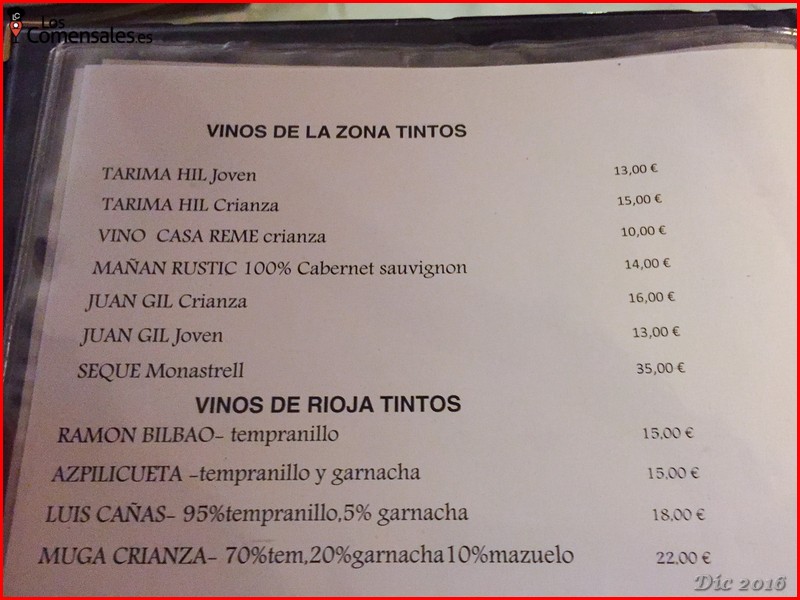 Los
Comensales.es
VINOS DE LA ZONA TINTOS
TARIMA HIL Joven 13,00 €
TARIMA HIL Crianza 15,00 €
VINO CASA REME crianza 10,00 €
MAÑAN RUSTIC 100% Cabernet sauvignon 14,00 €
JUAN GIL Crianza 16,00 €
JUAN GIL Joven 13,00 €
SEQUE Monastrell 35,00 €
VINOS DE RIOJA TINTOS
RAMON BILBAO- tempranillo 15,00 €
AZPILICUETA -tempranillo y garnacha 15,00 €
LUIS CAÑAS- 95%tempranillo,5% garnacha 18,00 €
MUGA CRIANZA- 70%tem,20%garnacha10%mazuelo 22,00 €
Dic 2016